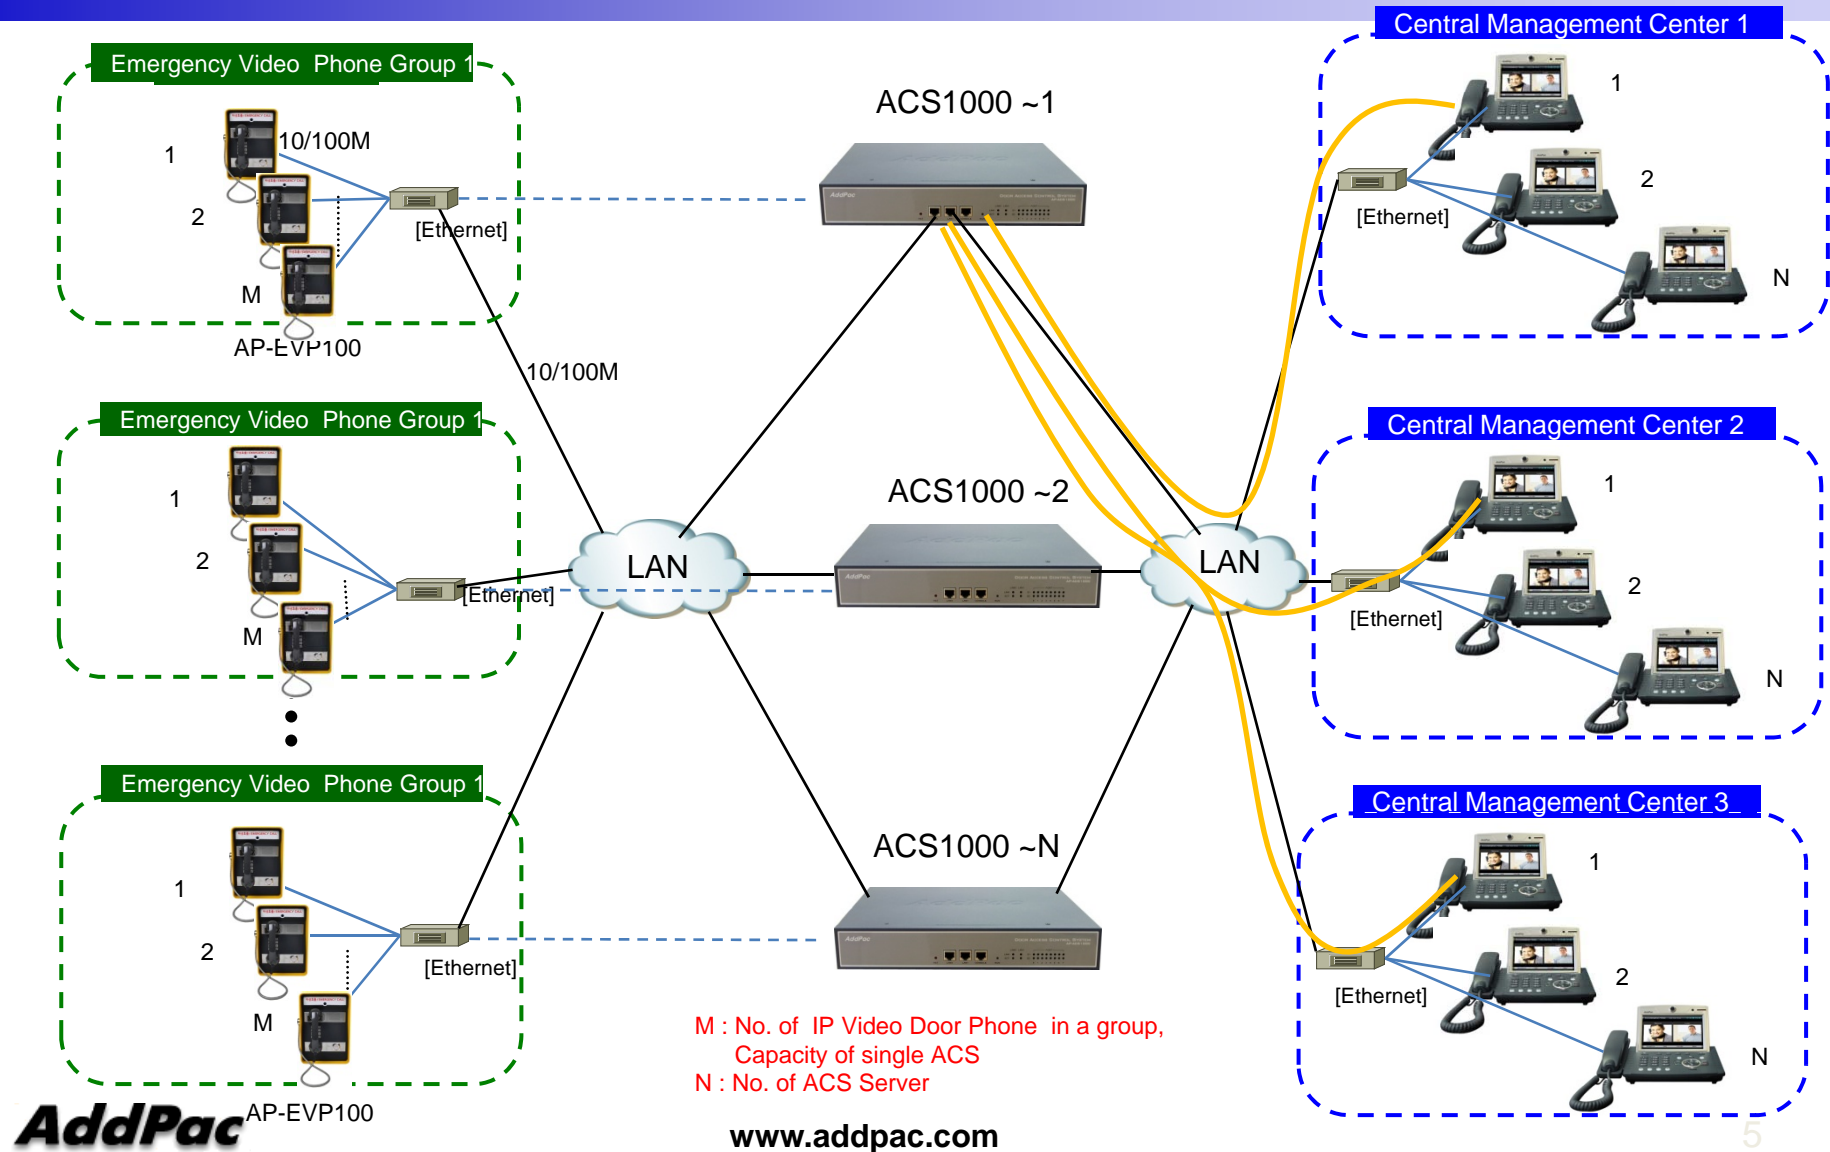 Central Management Center 1
Emergency Video Phone Group 1
ACS1000 ~1
1
10/100M
1
2
2
[Ethernet]
[Ethernet]
M
N
AP-EVP100
10/100M
AddPac
Emergency Video Phone Group 1
Central Management Center 2
1
ACS1000 ~2
1
2
LAN
LAN
2
[Ethernet]
[Ethernet]
M
N
AddPac
Emergency Video Phone Group 1
Central Management Center 3
ACS1000 ~N
1
1
2
2
[Ethernet]
[Ethernet]
M
N
AddPac
M : No. of IP Video Door Phone in a group,
Capacity of single ACS
N : No. of ACS Server
AP-EVP100
AddPac
www.addpac.com
5